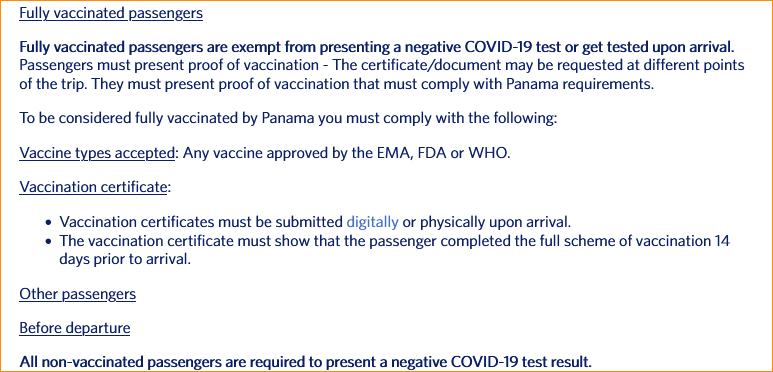 Fully vaccinated passengers
Fully vaccinated passengers are exempt from presenting a negative COVID-19 test or get tested upon arrival.
Passengers must present proof of vaccination - The certificate/document may be requested at different points
of the trip. They must present proof of vaccination that must comply with Panama requirements.
To be considered fully vaccinated by Panama you must comply with the following:
Vaccine types accepted: Any vaccine approved by the EMA, FDA or WHO.
Vaccination certificate:
• Vaccination certificates must be submitted digitally or physically upon arrival.
• The vaccination certificate must show that the passenger completed the full scheme of vaccination 14
days prior to arrival.
Other passengers
Before departure
All non-vaccinated passengers are required to present a negative COVID-19 test result.